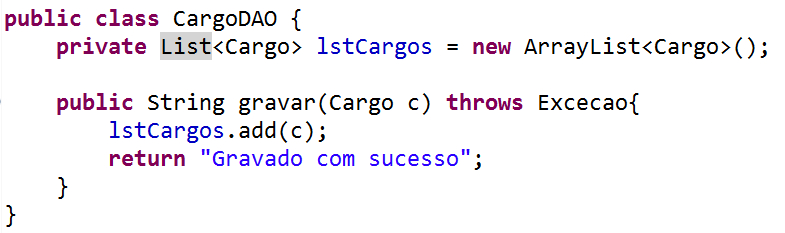 public class CargoDAO {
    private List<Cargo> lstCargos = new ArrayList<Cargo>();
    public String gravar(Cargo c) throws Excecao{
        lstCargos.add(c);
        return "Gravado com sucesso";
    }
}